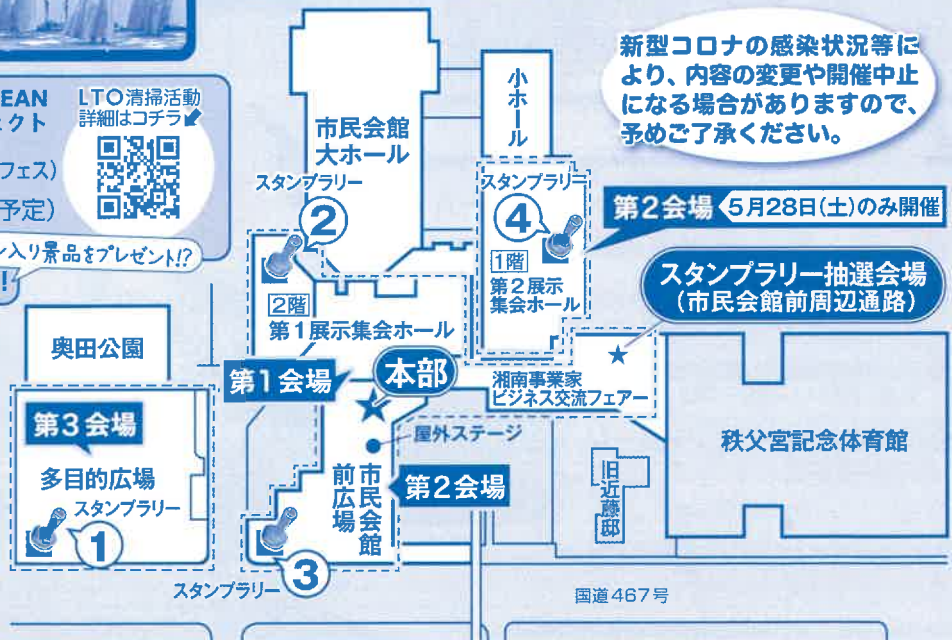 EAN
クト
フェス)
予定)
LTO清掃活動
詳細はコチラ
ン入り景品をプレゼント!?
!
新型コロナの感染状況等に
より、内容の変更や開催中止
になる場合がありますので、
予めご了承ください。
市民会館
大ホール
小ホール
スタンプラリー
2
スタンプラリー
4
第2会場
5月28日(土)のみ開催
1階
第2展示
集会ホール
2階
第1展示集会ホール
スタンプラリー抽選会場
(市民会館前周辺通路)
奥田公園
第1会場
本部
湘南事業家
ビジネス交流フェアー
第3会場
多目的広場
スタンプラリー
1
屋外ステージ
市民会館
前広場
第2会場
旧近藤邸
秩父宮記念体育館
スタンプラリー
3
国道467号